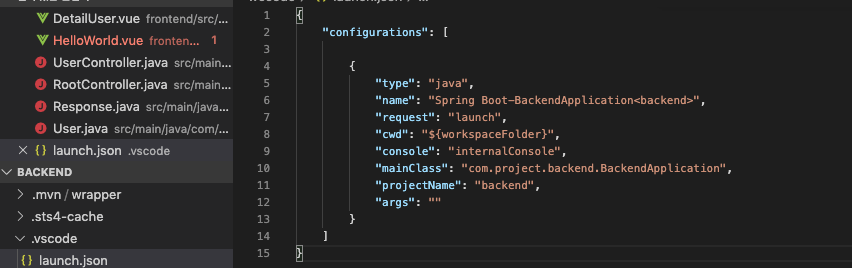 DetailUser.vue frontend/src/...
HelloWorld.vue fronten... 1
UserController.java src/main...
RootController.java src/main...
Response.java src/main/java...
User.java src/main/java/com/...
launch.json .vscode
BACKEND
.mvn / wrapper
.sts4-cache
.vscode
{ } launch.json
launch.json > ...
1 {
2 "configurations": [
3
4 {
5 "type": "java",
6 "name": "Spring Boot-BackendApplication<backend>",
7 "request": "launch",
8 "cwd": "${workspaceFolder}",
9 "console": "internalConsole",
10 "mainClass": "com.project.backend.BackendApplication",
11 "projectName": "backend",
12 "args": ""
13 }
14 ]
15 }